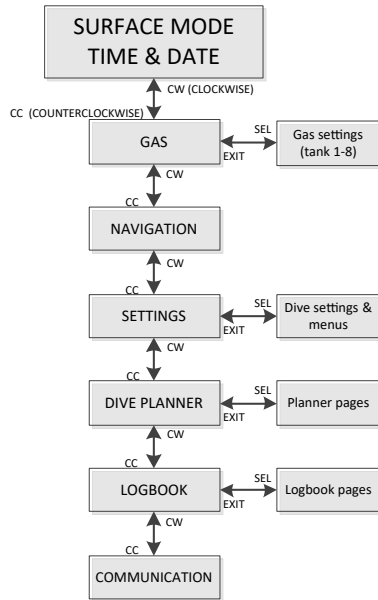 SURFACE MODE
TIME & DATE
CW (CLOCKWISE)
CC (COUNTERCLOCKWISE)
GAS
SEL
EXIT
Gas settings
(tank 1-8)
CW
CC
NAVIGATION
CW
CC
SETTINGS
SEL
EXIT
Dive settings &
menus
CW
CC
DIVE PLANNER
SEL
EXIT
Planner pages
CW
CC
LOGBOOK
SEL
EXIT
Logbook pages
CW
CC
COMMUNICATION